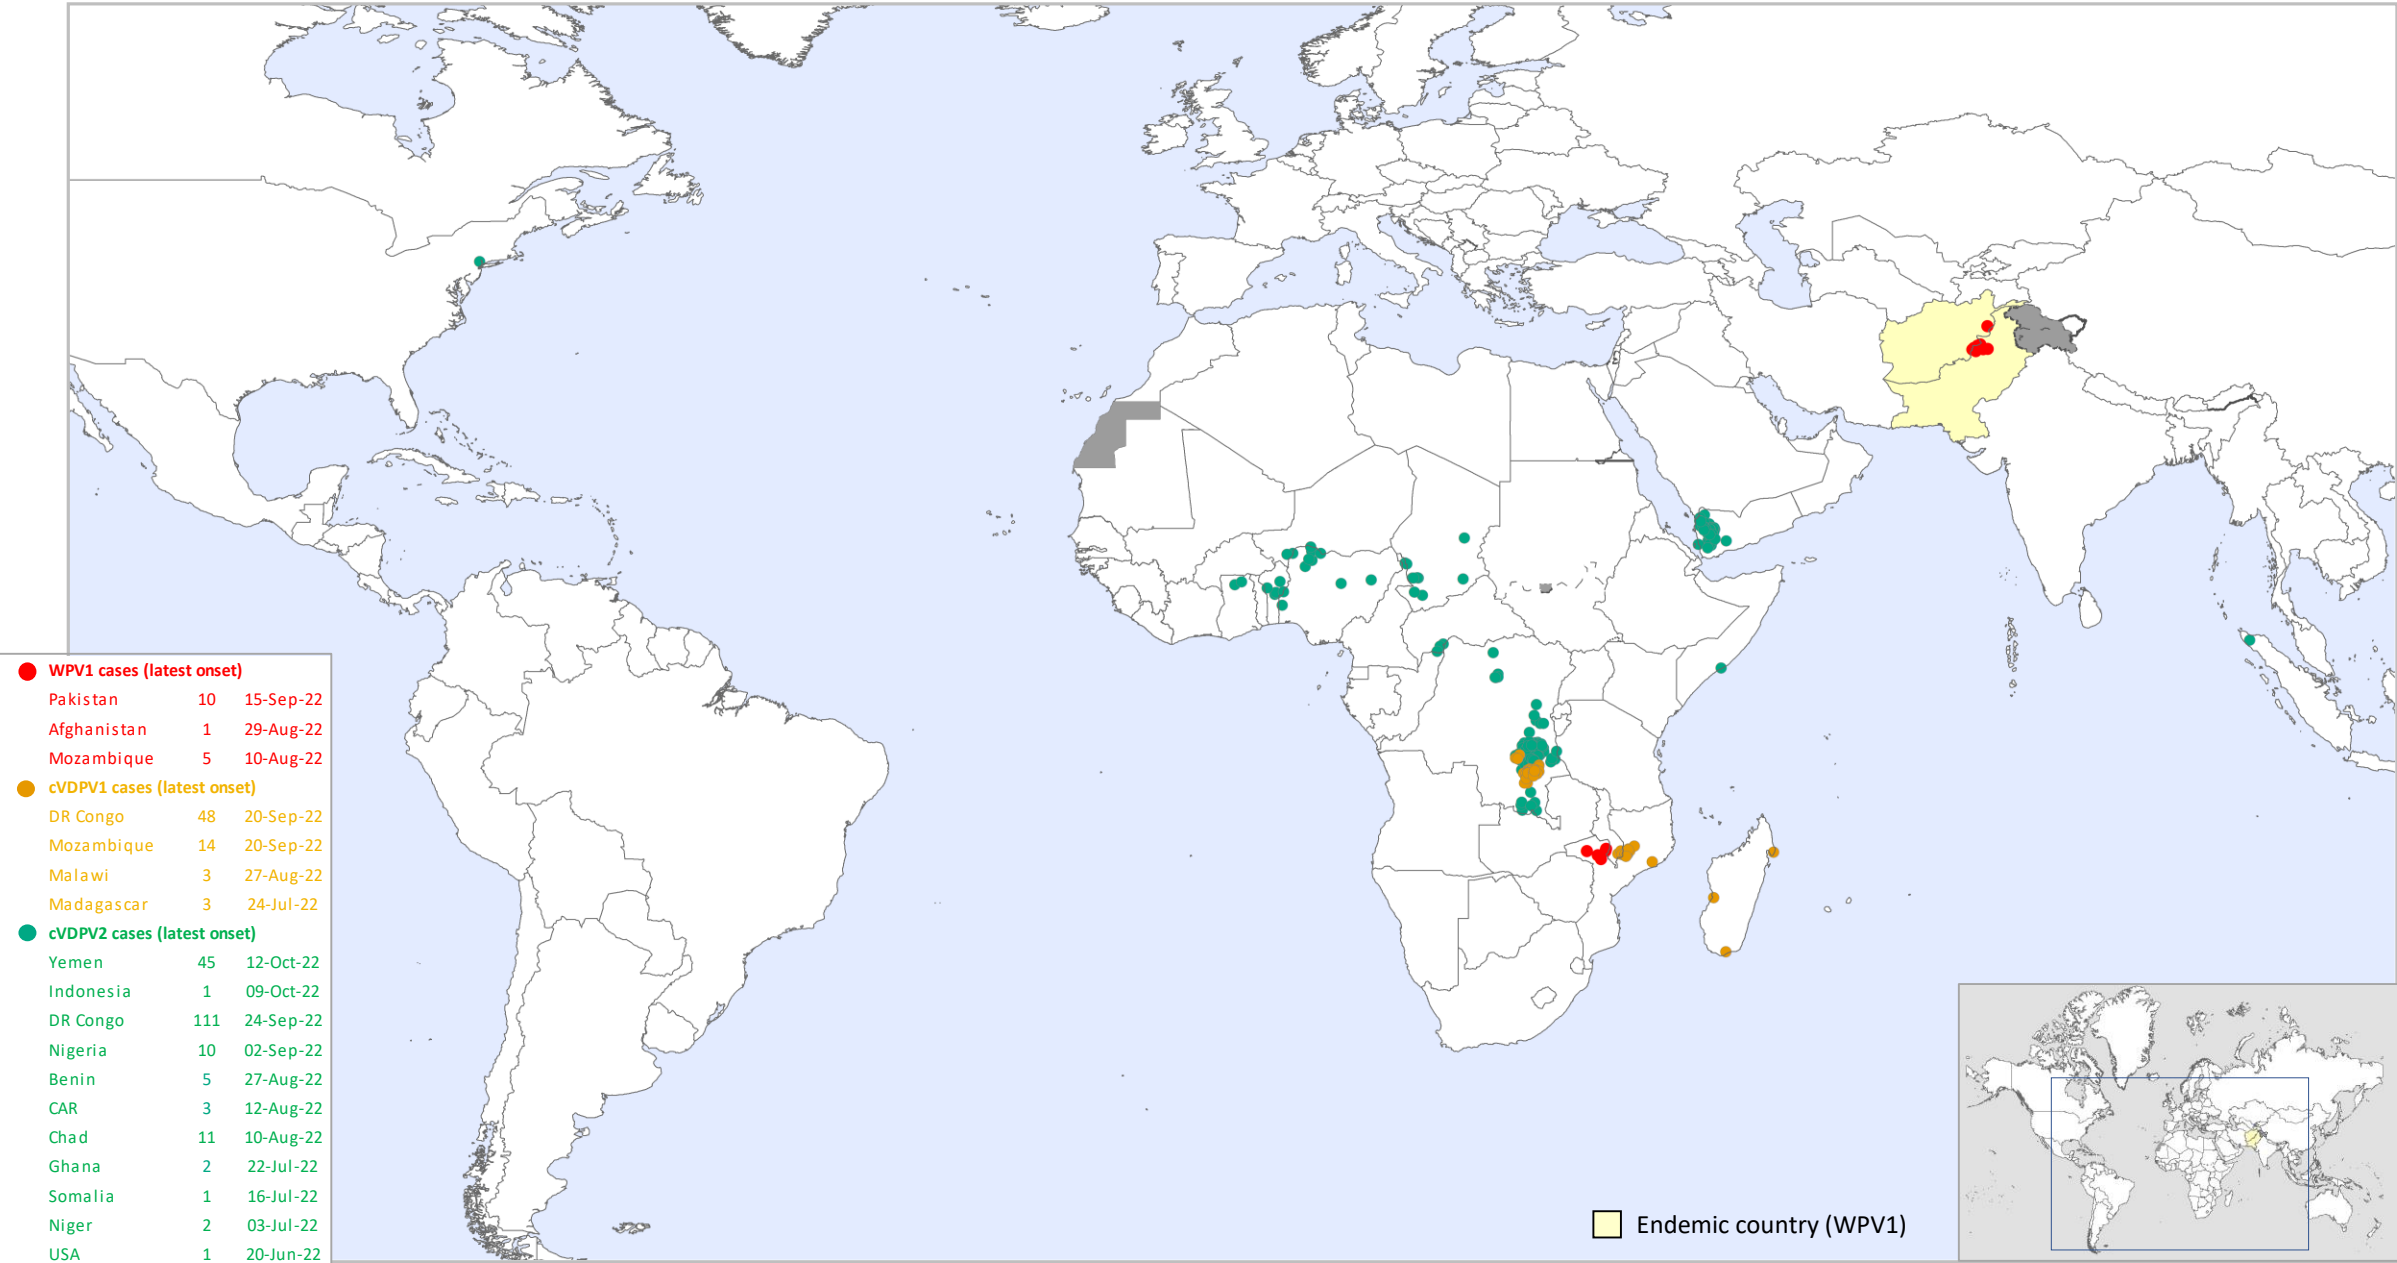 WPV1 cases (latest onset)
Pakistan 10 15-Sep-22
Afghanistan 1 29-Aug-22
Mozambique 5 10-Aug-22
cVDPV1 cases (latest onset)
DR Congo 48 20-Sep-22
Mozambique 14 20-Sep-22
Malawi 3 27-Aug-22
Madagascar 3 24-Jul-22
cVDPV2 cases (latest onset)
Yemen 45 12-Oct-22
Indonesia 1 09-Oct-22
DR Congo 111 24-Sep-22
Nigeria 10 02-Sep-22
Benin 5 27-Aug-22
CAR 3 12-Aug-22
Chad 11 10-Aug-22
Ghana 2 22-Jul-22
Somalia 1 16-Jul-22
Niger 2 03-Jul-22
USA 1 20-Jun-22
Endemic country (WPV1)